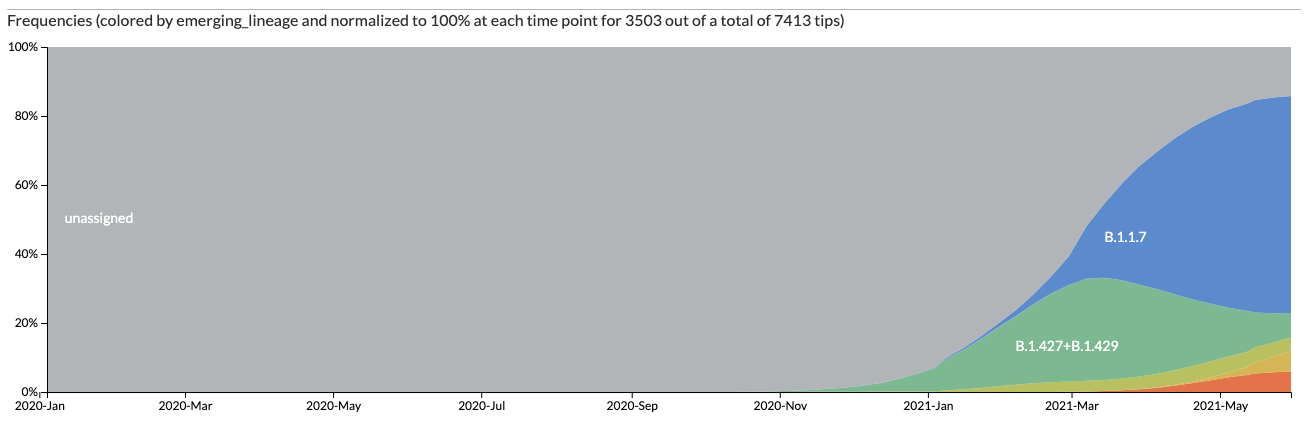 Frequencies (colored by emerging_lineage and normalized to 100% at each time point for 3503 out of a total of 7413 tips)
100%
80%
60%
unassigned
B.1.1.7
40%
20%
B.1.427+B.1.429
0%
2020-Jan 2020-Mar 2020-May 2020-Jul 2020-Sep 2020-Nov 2021-Jan 2021-Mar 2021-May